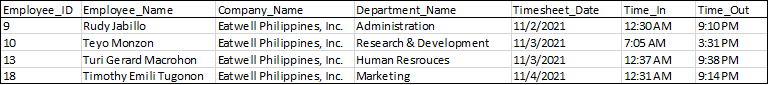 Employee_ID Employee_Name Company_Name Department_Name Timesheet_Date Time_In Time_Out
9 Rudy Jabillo Eatwell Philippines, Inc. Administration 11/2/2021 12:30 AM 9:10 PM
10 Teyo Monzon Eatwell Philippines, Inc. Research & Development 11/3/2021 7:05 AM 3:31 PM
13 Turi Gerard Macrohon Eatwell Philippines, Inc. Human Resrouces 11/3/2021 12:37 AM 9:38 PM
18 Timothy Emili Tugonon Eatwell Philippines, Inc. Marketing 11/4/2021 12:31 AM 9:14 PM